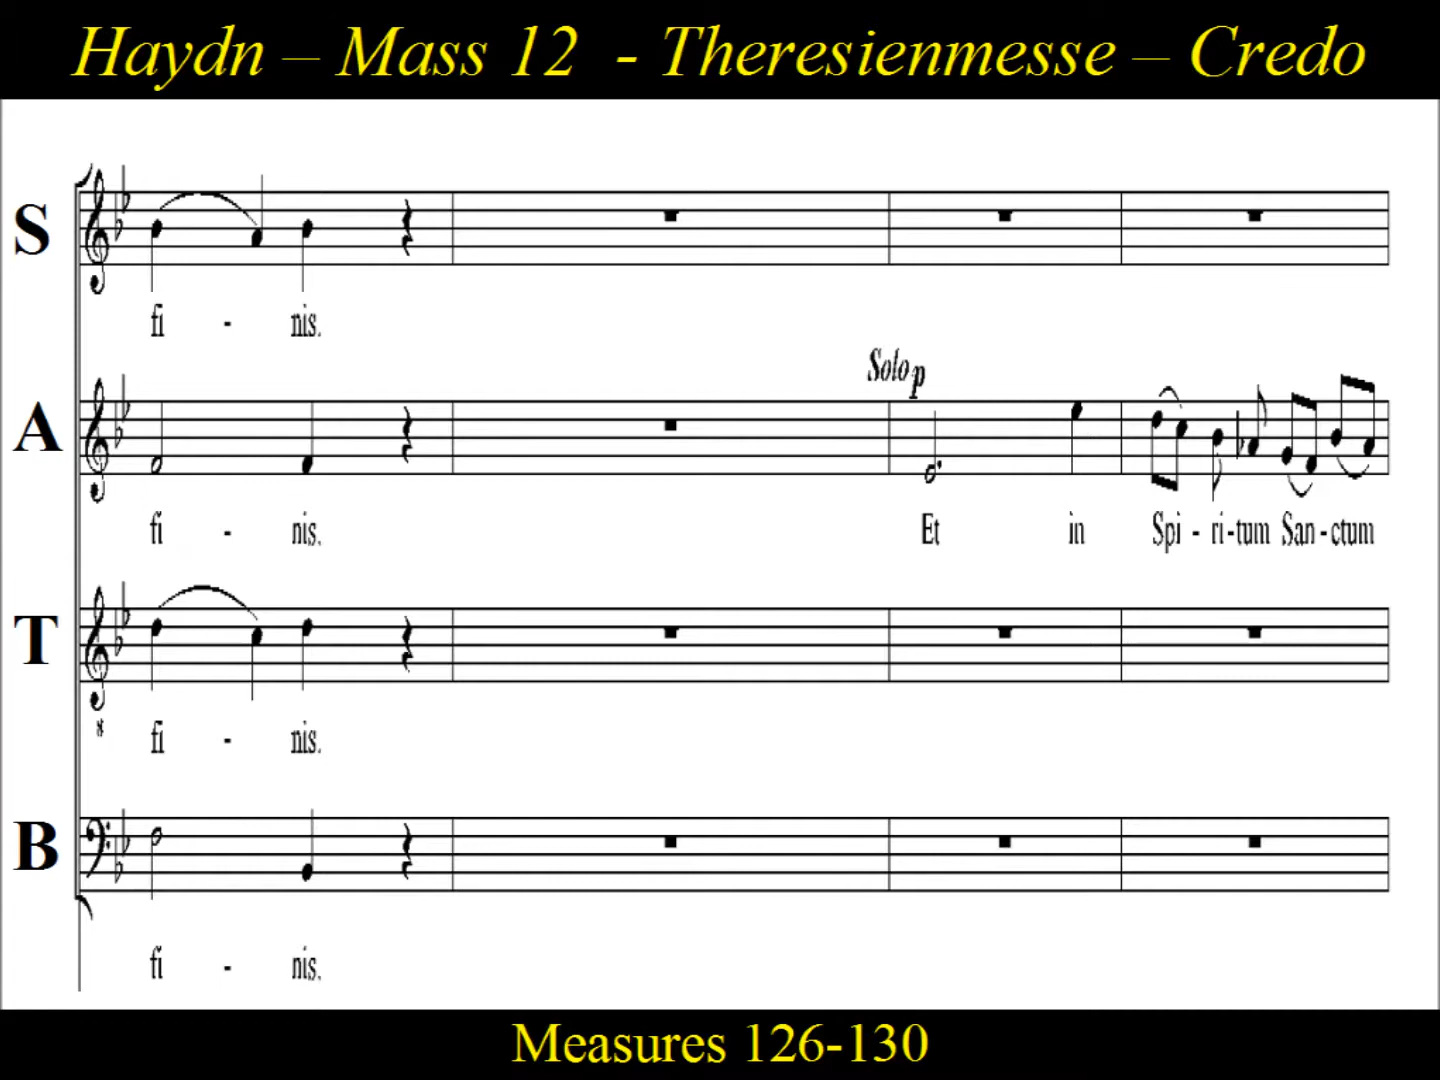 Haydn – Mass 12 - Theresienmesse – Credo
S
fi - nis.
Solo p
A
fi - nis. Et in Spi - ri - tum San - ctum
T
8
fi - nis.
B
fi - nis.
Measures 126-130